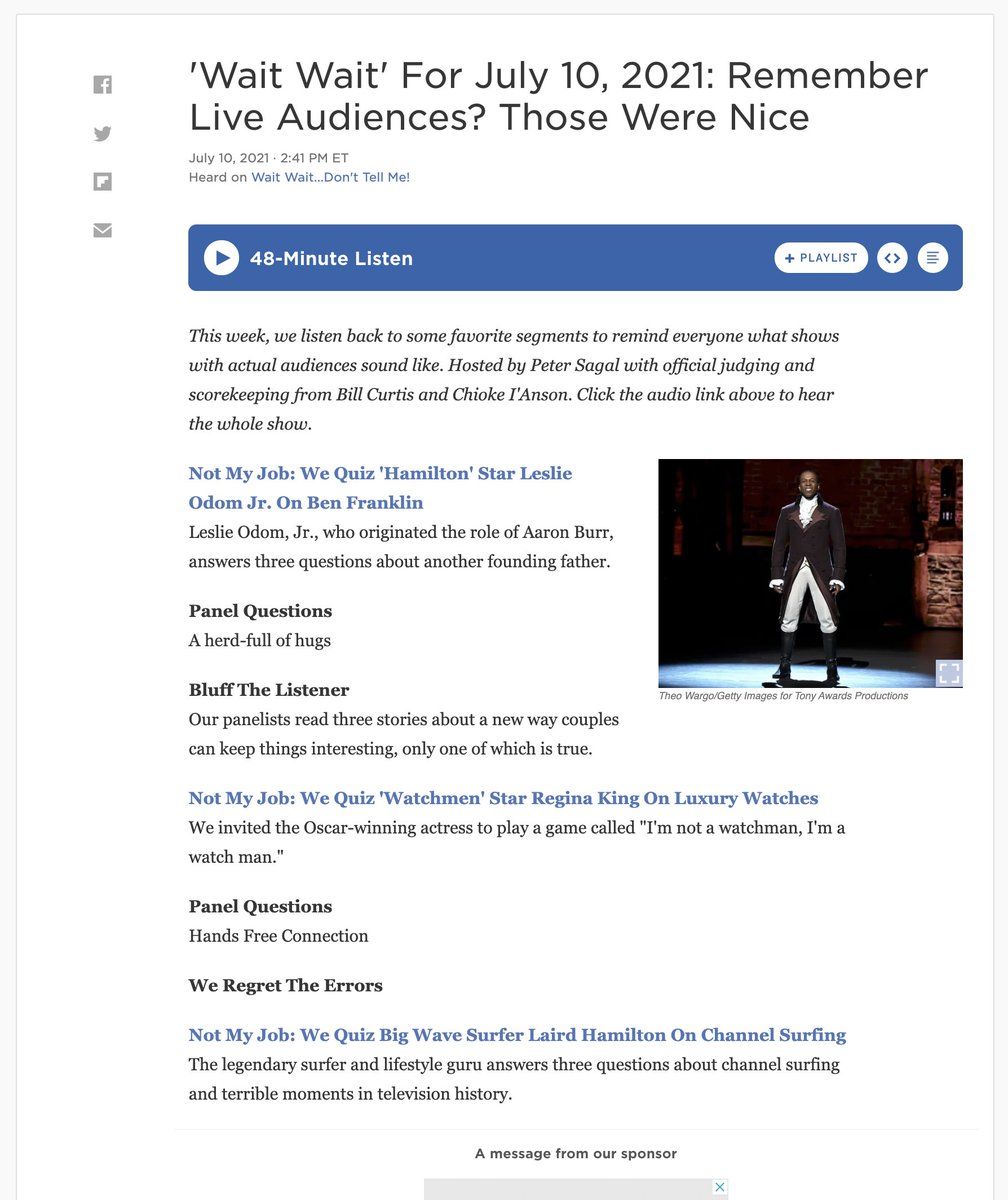 'Wait Wait' For July 10, 2021: Remember
Live Audiences? Those Were Nice
July 10, 2021 · 2:41 PM ET
Heard on Wait Wait...Don't Tell Me!
48-Minute Listen
+ PLAYLIST
This week, we listen back to some favorite segments to remind everyone what shows
with actual audiences sound like. Hosted by Peter Sagal with official judging and
scorekeeping from Bill Curtis and Chioke I'Anson. Click the audio link above to hear
the whole show.
Not My Job: We Quiz 'Hamilton' Star Leslie
Odom Jr. On Ben Franklin
Leslie Odom, Jr., who originated the role of Aaron Burr,
answers three questions about another founding father.
Theo Wargo/Getty Images for Tony Awards Productions
Panel Questions
A herd-full of hugs
Bluff The Listener
Our panelists read three stories about a new way couples
can keep things interesting, only one of which is true.
Not My Job: We Quiz 'Watchmen' Star Regina King On Luxury Watches
We invited the Oscar-winning actress to play a game called "I'm not a watchman, I'm a
watch man."
Panel Questions
Hands Free Connection
We Regret The Errors
Not My Job: We Quiz Big Wave Surfer Laird Hamilton On Channel Surfing
The legendary surfer and lifestyle guru answers three questions about channel surfing
and terrible moments in television history.
A message from our sponsor